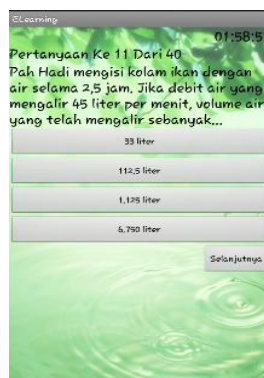 ELearning
01:58:5
Pertanyaan Ke 11 Dari 40
Pah Hadi mengisi kolam ikan dengan
air selama 2,5 jam. Jika debit air yang
mengalir 45 liter per menit, volume air
yang telah mengalir sebanyak...
33 liter
112,5 liter
1,125 liter
6,750 liter
Selanjutnya